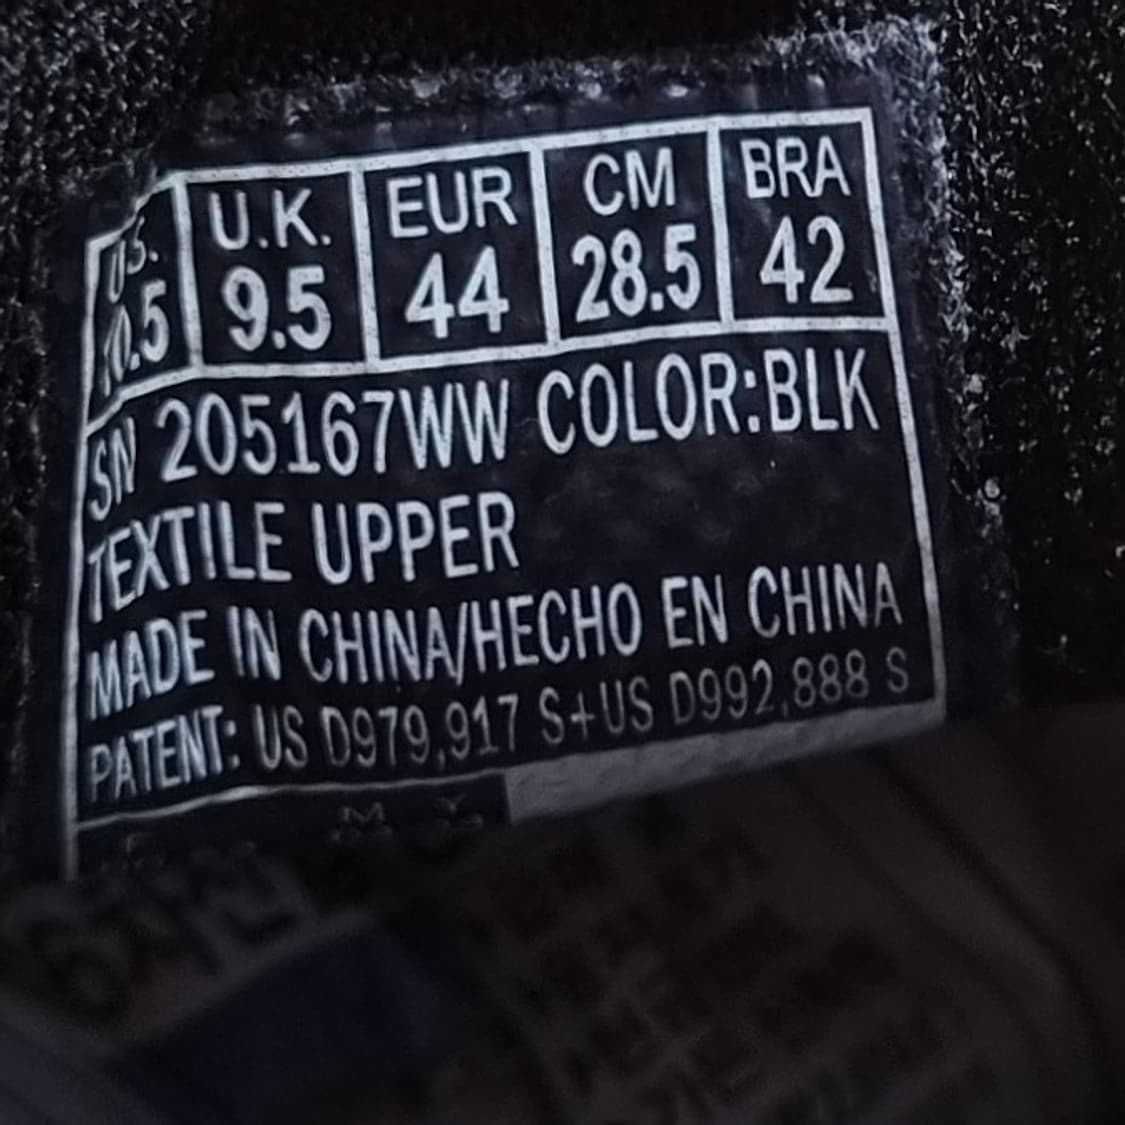 U.S. U.K. EUR CM BRA
10.5 9.5 44 28.5 42
SN 205167WW COLOR:BLK
TEXTILE UPPER
MADE IN CHINA/HECHO EN CHINA
PATENT: US D979,917 S+US D992,888 S